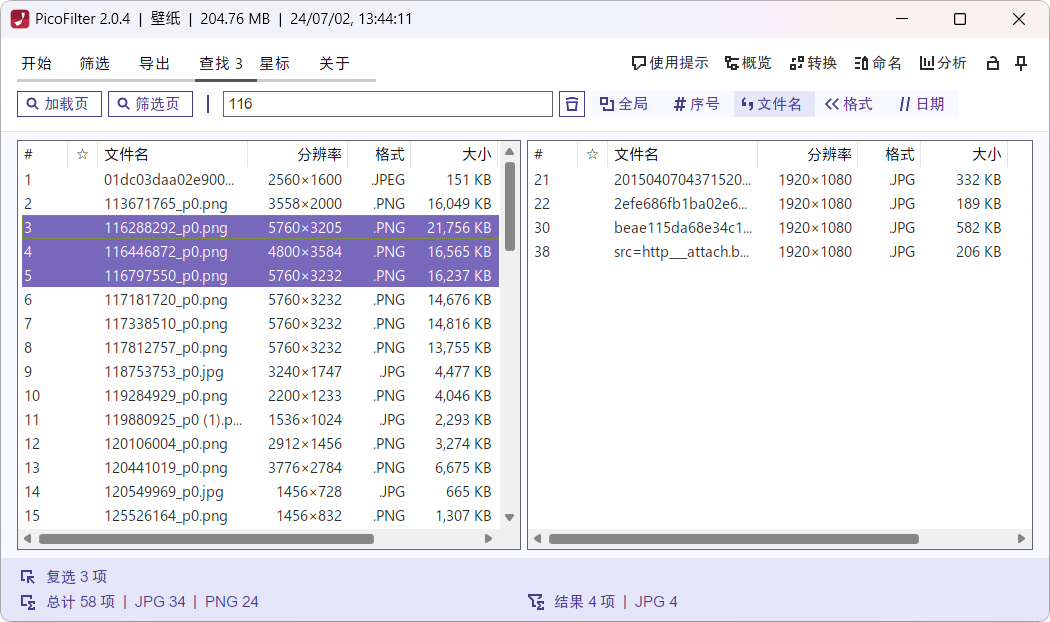 PicoFilter 2.0.4 | 壁纸 | 204.76 MB | 24/07/02, 13:44:11
开始 筛选 导出 查找 3 星标 关于 使用提示 概览 转换 命名 分析
加载页 筛选页 116 全局 # 序号 文件名 格式 // 日期
# ☆ 文件名 分辨率 格式 大小
1 01dc03daa02e900... 2560×1600 .JPEG 151 KB
2 113671765_p0.png 3558×2000 .PNG 16,049 KB
3 116288292_p0.png 5760×3205 .PNG 21,756 KB
4 116446872_p0.png 4800×3584 .PNG 16,565 KB
5 116797550_p0.png 5760×3232 .PNG 16,237 KB
6 117181720_p0.png 5760×3232 .PNG 14,676 KB
7 117338510_p0.png 5760×3232 .PNG 14,816 KB
8 117812757_p0.png 5760×3232 .PNG 13,755 KB
9 118753753_p0.jpg 3240×1747 .JPG 4,477 KB
10 119284929_p0.png 2200×1233 .PNG 4,046 KB
11 119880925_p0 (1).p... 1536×1024 .JPG 2,293 KB
12 120106004_p0.png 2912×1456 .PNG 3,274 KB
13 120441019_p0.png 3776×2784 .PNG 6,675 KB
14 120549969_p0.jpg 1456×728 .JPG 665 KB
15 125526164_p0.png 1456×832 .PNG 1,307 KB
# ☆ 文件名 分辨率 格式 大小
21 2015040704371520... 1920×1080 .JPG 332 KB
22 2efe686fb1ba02e6... 1920×1080 .JPG 189 KB
30 beae115da68e34c1... 1920×1080 .JPG 582 KB
38 src=http___attach.b... 1920×1080 .JPG 206 KB
复选 3 项
总计 58 项 | JPG 34 | PNG 24
结果 4 项 | JPG 4